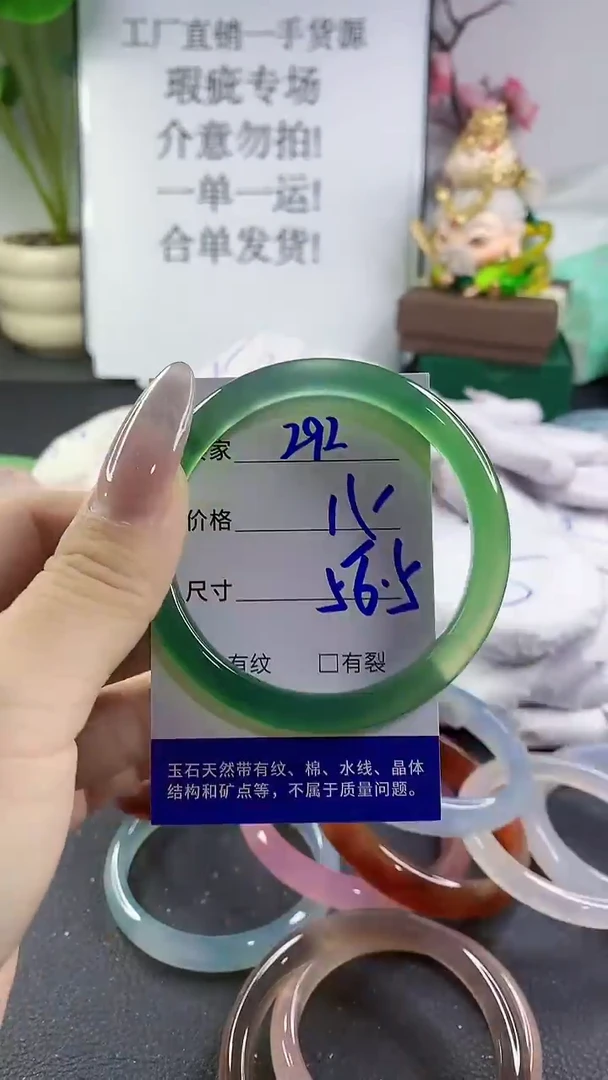 工厂直销一手货源
瑕疵专场
介意勿拍!
一单一运!
合单发货!
家 292
价格
尺寸 56.5
有纹 □有裂
玉石天然带有纹、棉、水线、晶体
结构和矿点等，不属于质量问题。